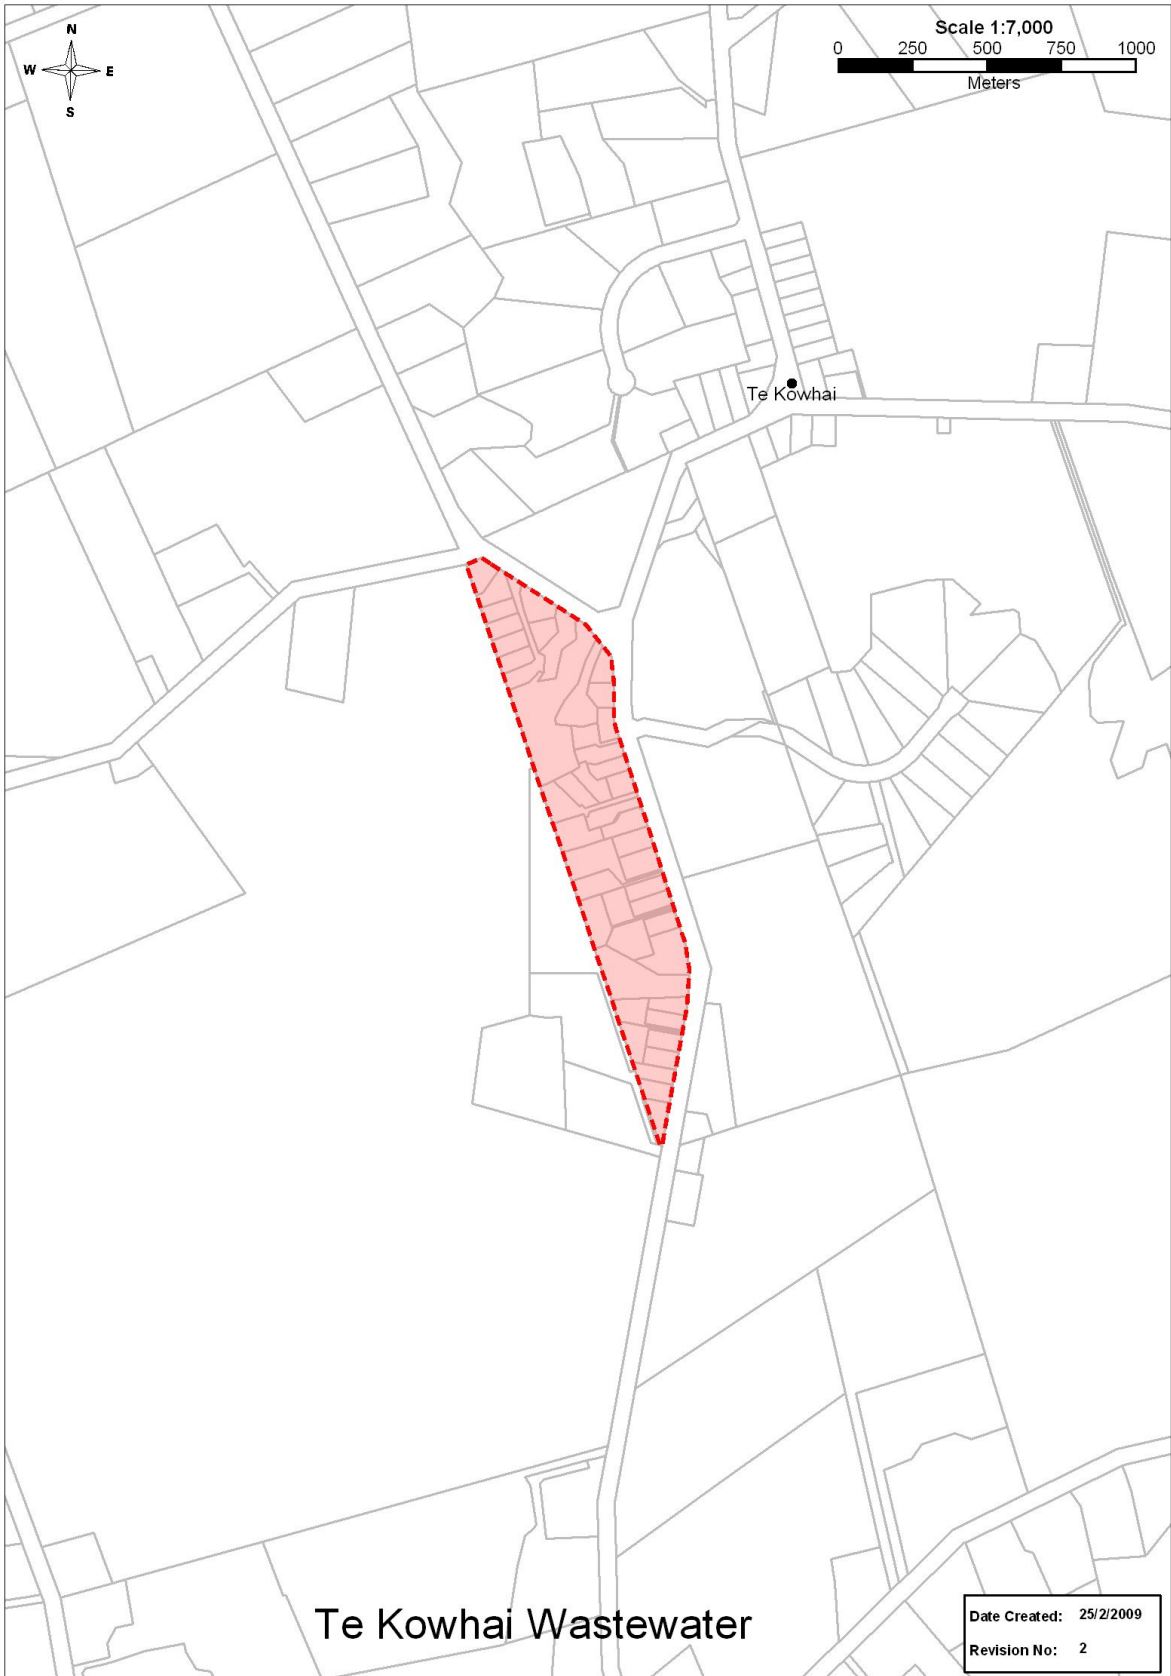 N
W E
S
Scale 1:7,000
0 250 500 750 1000
Meters
Te Kowhai
Te Kowhai Wastewater
Date Created: 25/2/2009
Revision No: 2